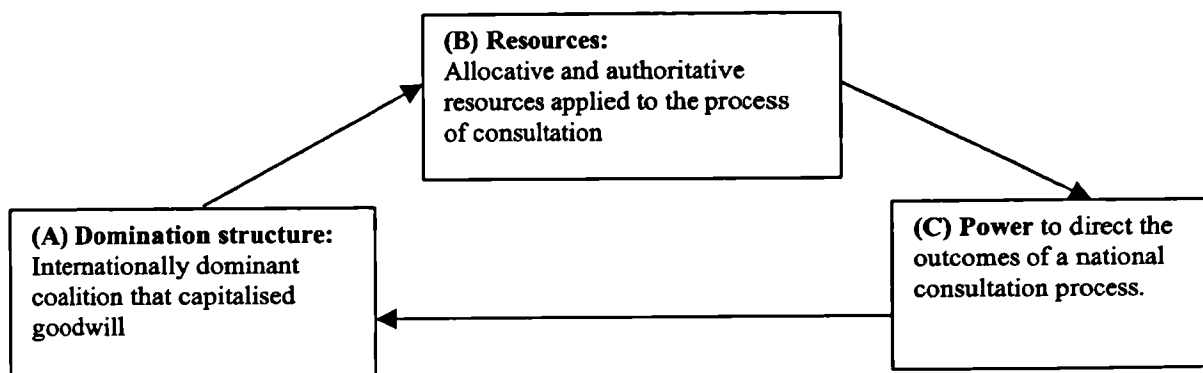 (B) Resources:
Allocative and authoritative
resources applied to the process
of consultation
(A) Domination structure:
Internationally dominant
coalition that capitalised
goodwill
(C) Power to direct the
outcomes of a national
consultation process.